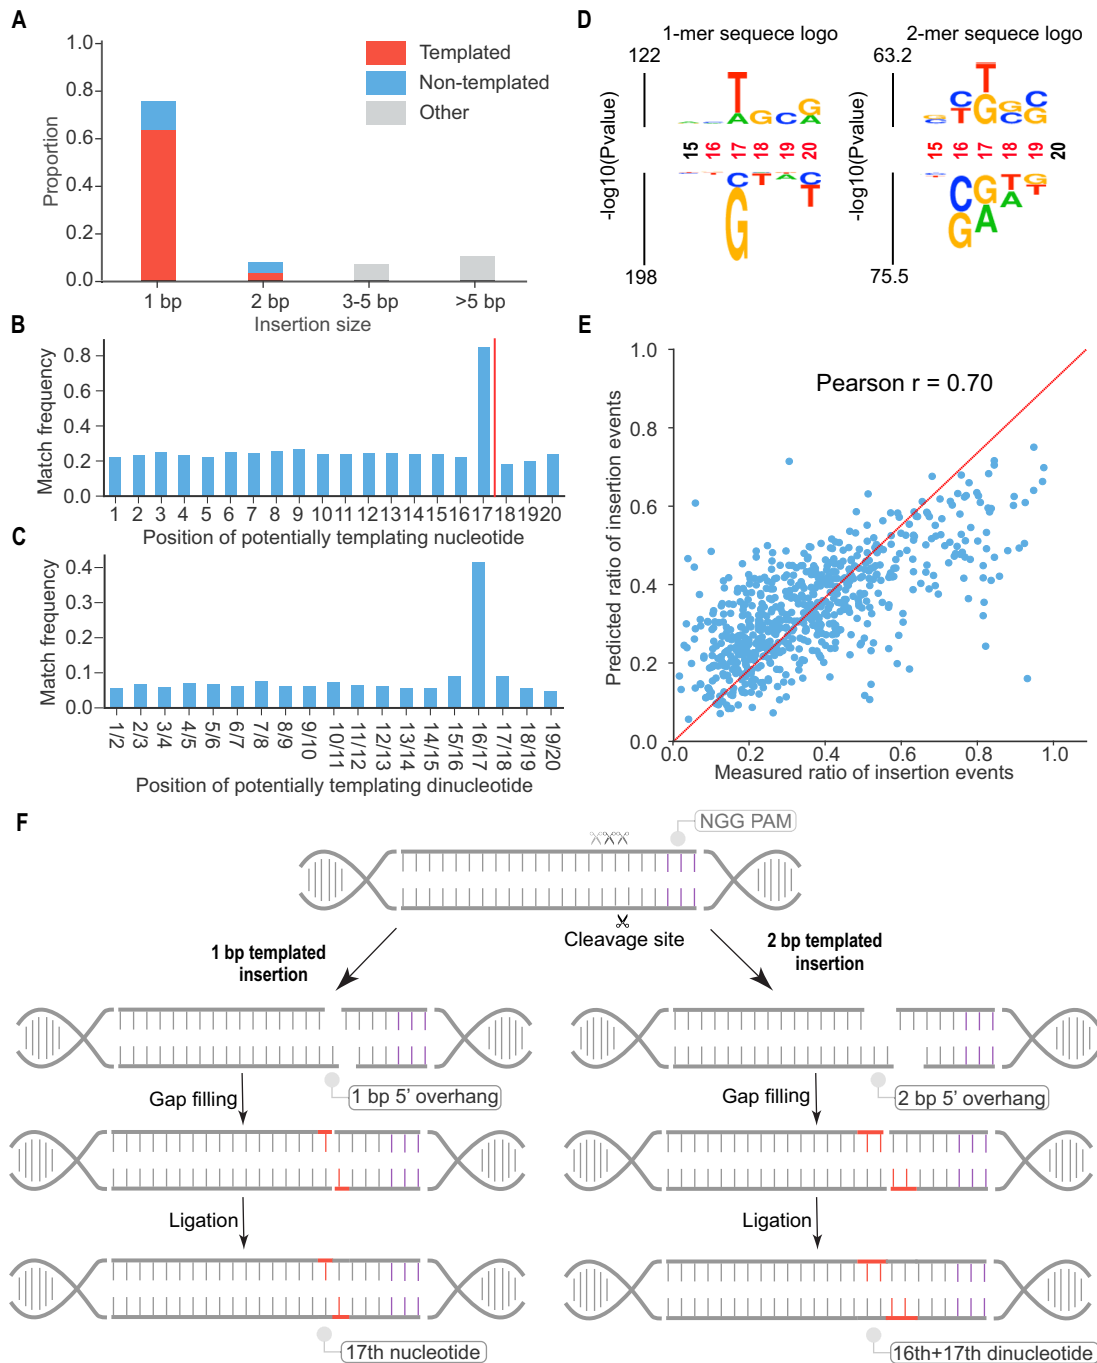 A
1.0
0.8
0.6
0.4
0.2
0.0
Proportion
Templated
Non-templated
Other
1 bp
2 bp
3-5 bp
>5 bp
Insertion size
B
0.8
0.6
0.4
0.2
0.0
Match frequency
1 2 3 4 5 6 7 8 9 10 11 12 13 14 15 16 17 18 19 20
Position of potentially templating nucleotide
C
0.4
0.3
0.2
0.1
0.0
Match frequency
1/2 2/3 3/4 4/5 5/6 6/7 7/8 8/9 9/10 10/11 11/12 12/13 13/14 14/15 15/16 16/17 17/18 18/19 19/20
Position of potentially templating dinucleotide
D
1-mer sequece logo
122
-log10(Pvalue)
198
T
A G C G
A
15 16 17 18 19 20
C T A C
G T
2-mer sequece logo
63.2
-log10(Pvalue)
75.5
T
C G G C
T C G
15 16 17 18 19 20
C G T G
G A A T
E
1.0
0.8
0.6
0.4
0.2
0.0
Predicted ratio of insertion events
Pearson r = 0.70
0.0 0.2 0.4 0.6 0.8 1.0
Measured ratio of insertion events
F
NGG PAM
Cleavage site
1 bp templated
insertion
2 bp templated
insertion
1 bp 5' overhang
2 bp 5' overhang
Gap filling
Gap filling
Ligation
Ligation
17th nucleotide
16th+17th dinucleotide